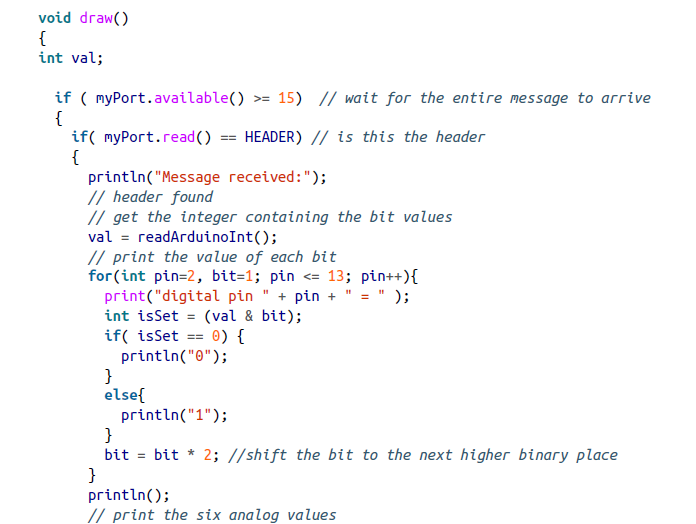 void draw()
{
int val;
if ( myPort.available() >= 15)  // wait for the entire message to arrive
{
if( myPort.read() == HEADER) // is this the header
{
println("Message received:");
// header found
// get the integer containing the bit values
val = readArduinoInt();
// print the value of each bit
for(int pin=2, bit=1; pin <= 13; pin++){
print("digital pin " + pin + " = " );
int isSet = (val & bit);
if( isSet == 0) {
println("0");
}
else{
println("1");
}
bit = bit * 2; //shift the bit to the next higher binary place
}
println();
// print the six analog values